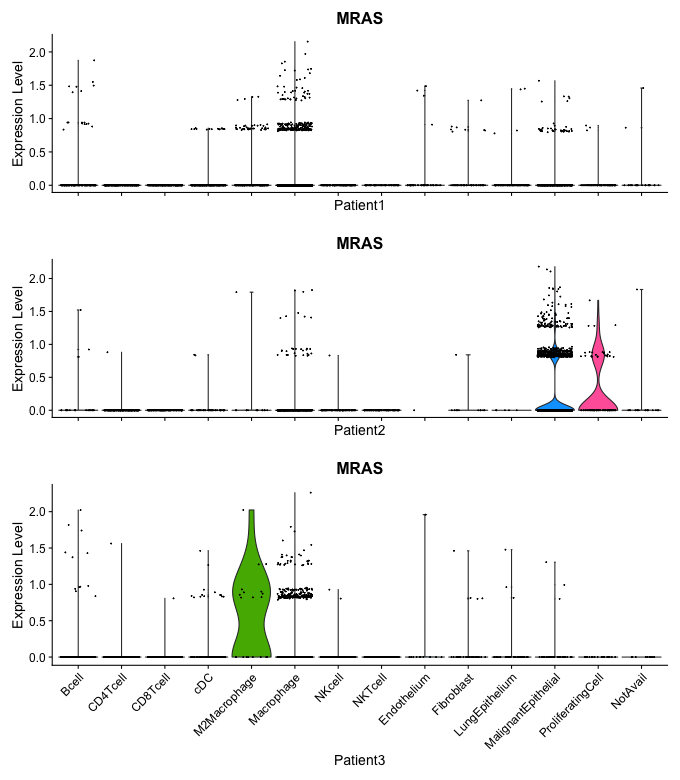 MRAS
Expression Level
2.0
1.5
1.0
0.5
0.0
Patient1
MRAS
Expression Level
2.0
1.5
1.0
0.5
0.0
Patient2
MRAS
Expression Level
2.0
1.5
1.0
0.5
0.0
Bcell
CD4Tcell
CD8Tcell
cDC
M2Macrophage
Macrophage
NKcell
NKTcell
Endothelium
Fibroblast
LungEpithelium
MalignantEpithelial
ProliferatingCell
NotAvail
Patient3